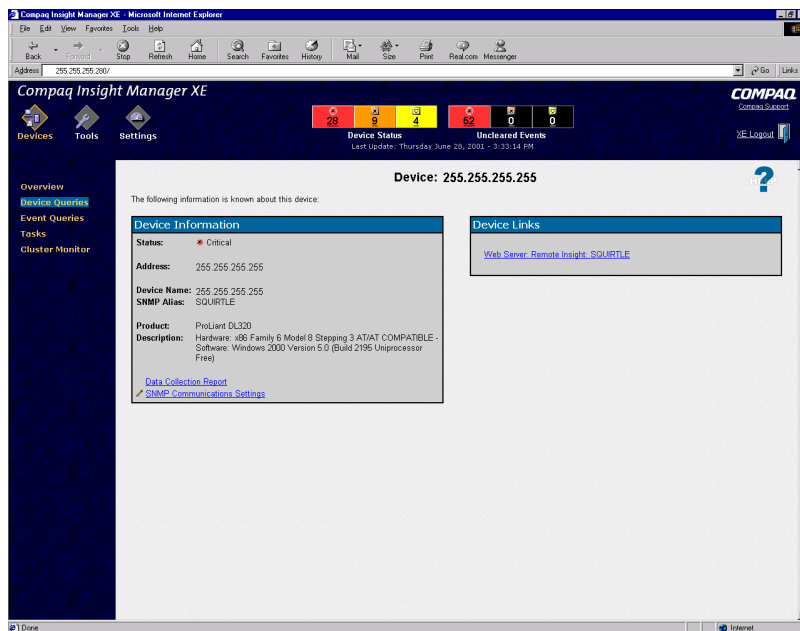 Compaq Insight Manager XE - Microsoft Internet Explorer
File Edit View Favorites Tools Help
Back Forward Stop Refresh Home Search Favorites History Mail Size Print Real.com Messenger
Address 255.255.255:280/ Go Links
Compaq Insight Manager XE
COMPAQ
Compaq Support
Devices Tools Settings
28 9 4 52 0 0
Device Status Uncleared Events
Last Update: Thursday June 28, 2001 - 3:33:14 PM
XE Logout
Overview
Device Queries
Event Queries
Tasks
Cluster Monitor
Device: 255.255.255.255
?
The following information is known about this device:
Device Information
Status: Critical
Address: 255.255.255.255
Device Name: 255.255.255.255
SNMP Alias: SQUIRTLE
Product: ProLiant DL320
Description: Hardware: x86 Family 6 Model 8 Stepping 3 AT/AT COMPATIBLE -
Software: Windows 2000 Version 5.0 (Build 2195 Uniprocessor
Free)
Data Collection Report
SNMP Communications Settings
Device Links
Web Server: Remote Insight: SQUIRTLE
Done Internet